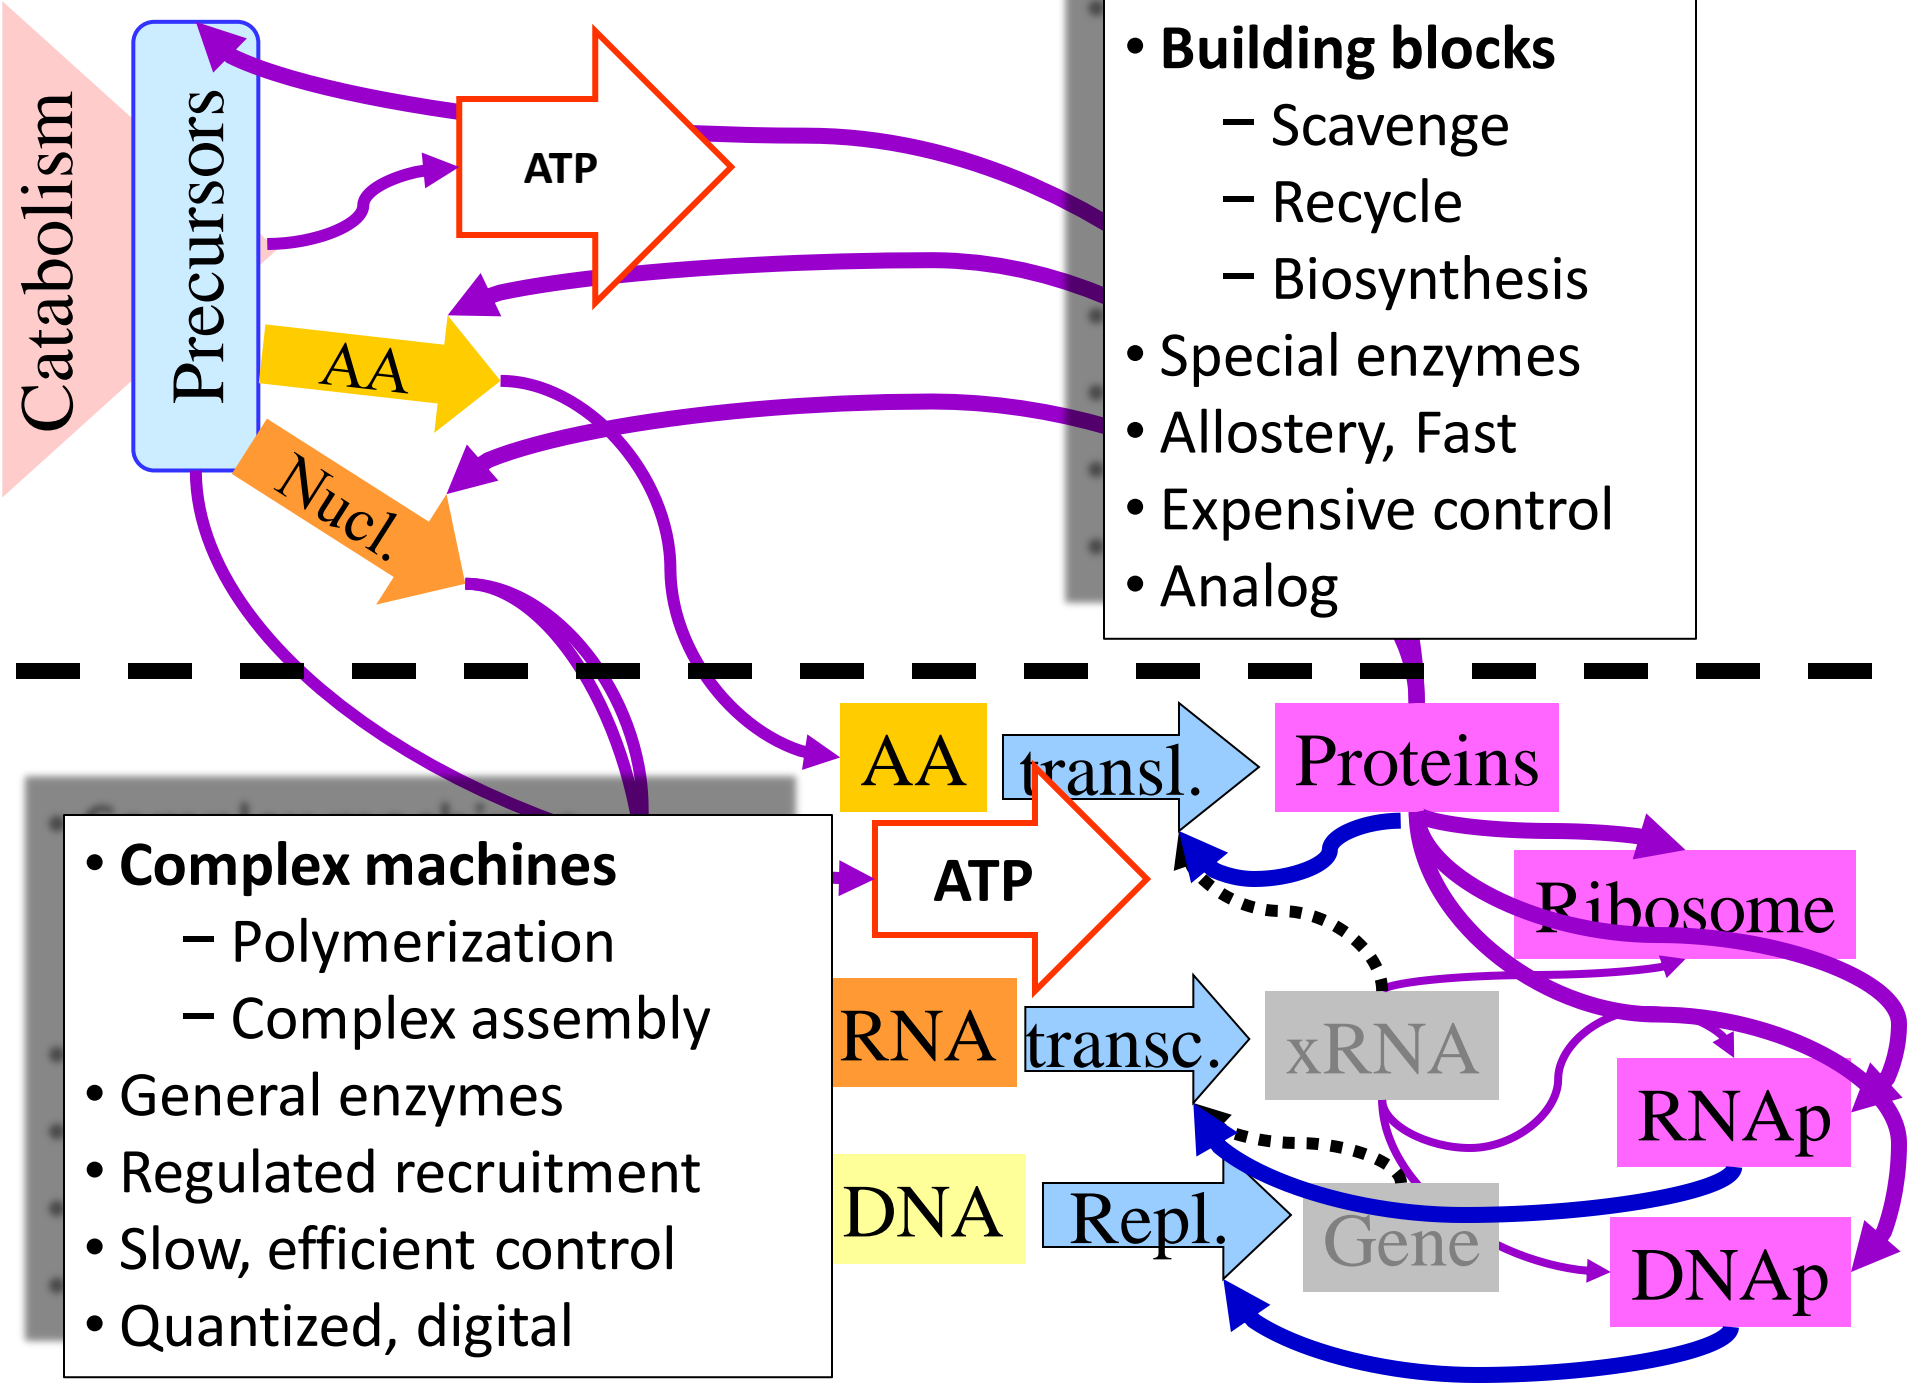 Catabolism
Precursors
ATP
AA
Nucl.
• Building blocks
– Scavenge
– Recycle
– Biosynthesis
• Special enzymes
• Allostery, Fast
• Expensive control
• Analog
AA
transl.
Proteins
ATP
Ribosome
RNA
transc.
xRNA
RNAp
DNA
Repl.
Gene
DNAp
• Complex machines
– Polymerization
– Complex assembly
• General enzymes
• Regulated recruitment
• Slow, efficient control
• Quantized, digital